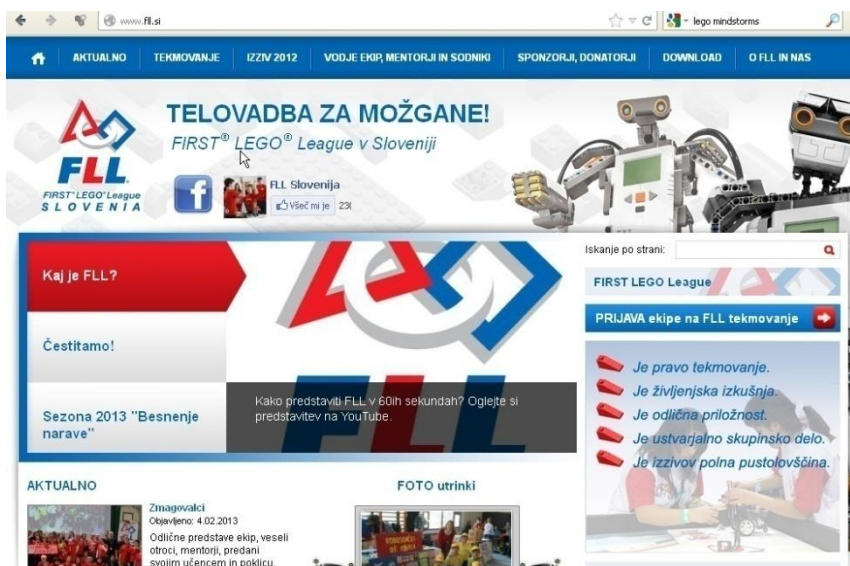 www.fll.si
lego mindstorms
AKTUALNO
TEKMOVANJE
IZZIV 2012
VODJE EKIP, MENTORJI IN SODNIKI
SPONZORJI, DONATORJI
DOWNLOAD
O FLL IN NAS
FLL
FIRST LEGO League
SLOVENIA
TELOVADBA ZA MOŽGANE!
FIRST® LEGO® League v Sloveniji
FLL Slovenija
Všeč mi je
Iskanje po strani:
Kaj je FLL?
Čestitamo!
Sezona 2013 "Besnenje
narave"
FLL
Kako predstaviti FLL v 60ih sekundah? Oglejte si
predstavitev na YouTube.
FIRST LEGO League
PRIJAVA ekipe na FLL tekmovanje
Je pravo tekmovanje.
Je življenjska izkušnja.
Je odlična priložnost.
Je ustvarjalno skupinsko delo.
Je izzivov polna pustolovščina.
AKTUALNO
Zmagovalci
Objavljeno: 4.02.2013
Odlične predstave ekip, veseli
otroci, mentorji, predani
svojim učencem in poklicu,
FOTO utrinki